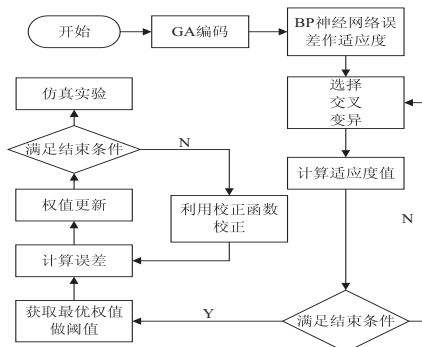 开始
GA编码
BP神经网络误
差作适应度
选择
交叉
变异
计算适应度值
N
满足结束条件
Y
获取最优权值
做阈值
计算误差
权值更新
满足结束条件
N
利用校正函数
校正
仿真实验